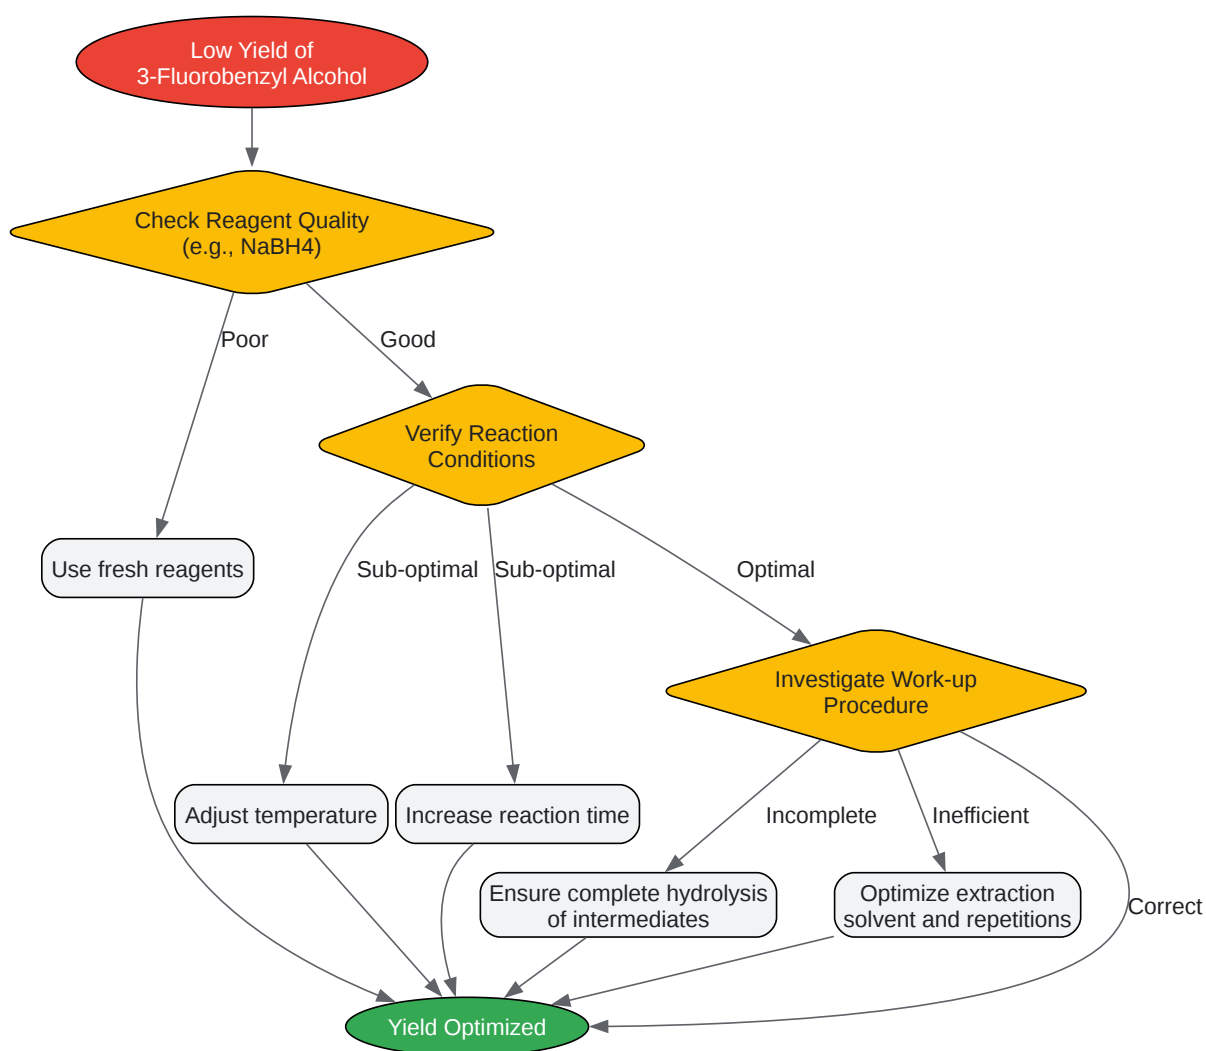 Low Yield of
3-Fluorobenzyl Alcohol
Check Reagent Quality
(e.g., NaBH4)
Poor
Good
Verify Reaction
Conditions
Use fresh reagents
Sub-optimal
Sub-optimal
Optimal
Investigate Work-up
Procedure
Adjust temperature
Increase reaction time
Incomplete
Inefficient
Ensure complete hydrolysis
of intermediates
Optimize extraction
solvent and repetitions
Correct
Yield Optimized